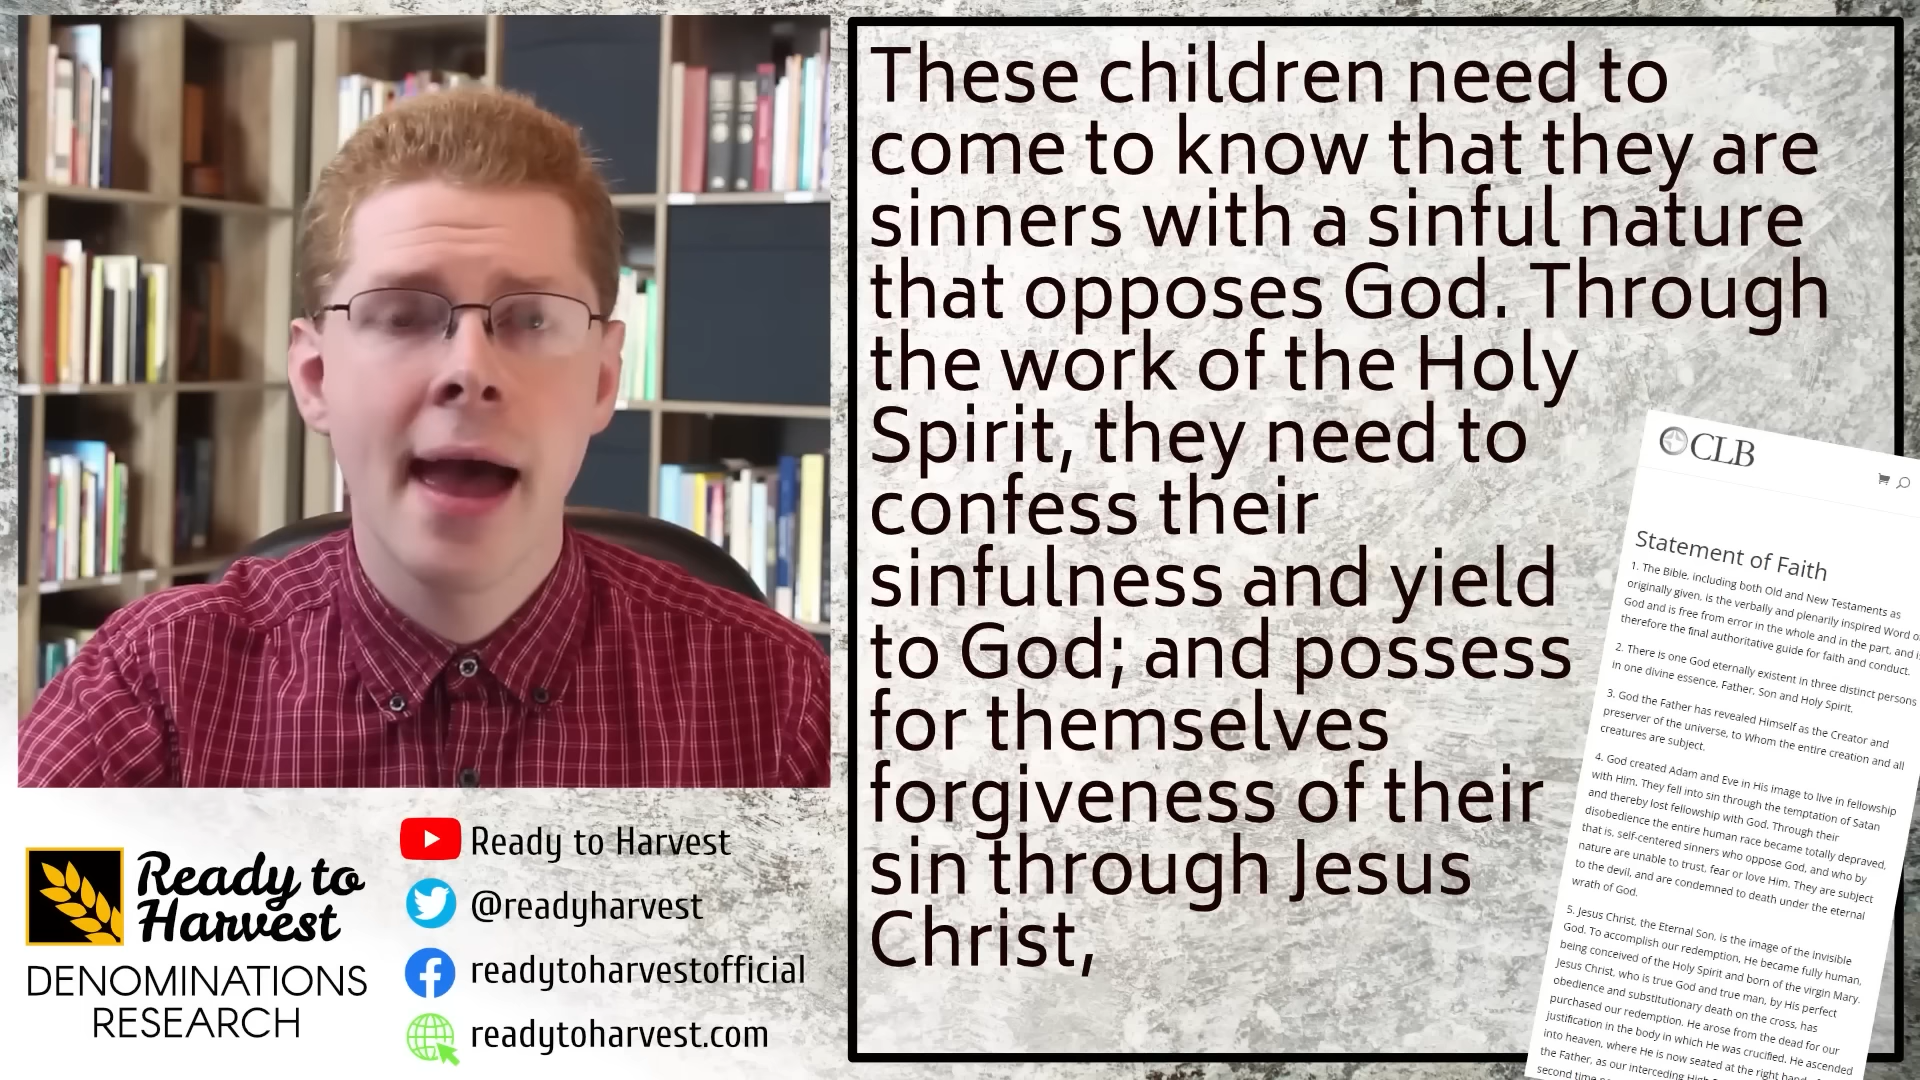 These children need to
come to know that they are
sinners with a sinful nature
that opposes God. Through
the work of the Holy
Spirit, they need to
confess their
sinfulness and yield
to God; and possess
for themselves
forgiveness of their
sin through Jesus
Christ,
CLB
Statement of Faith
1. The Bible, including both Old and New Testaments as
originally given, is the verbally and plenarily inspired Word
God and is free from error in the whole and in the part, and
therefore the final authoritative guide for faith and conduct.
2. There is one God eternally existent in three distinct persons
in one divine essence, Father, Son and Holy Spirit.
3. God the Father has revealed Himself as the Creator and
preserver of the universe, to Whom the entire creation and all
creatures are subject.
4. God created Adam and Eve in His image to live in fellowship
with Him. They fell into sin through the temptation of Satan
and thereby lost fellowship with God. Through their
disobedience the entire human race became totally depraved,
that is, self-centered sinners who oppose God, and who by
nature are unable to trust, fear or love Him. They are subject
to the devil, and are condemned to death under the eternal
wrath of God.
5. Jesus Christ, the Eternal Son, is the image of the invisible
God. To accomplish our redemption, He became fully human,
being conceived of the Holy Spirit and born of the virgin Mary.
Jesus Christ, who is true God and true man, by His perfect
obedience and substitutionary death on the cross, has
purchased our redemption. He arose from the dead for our
justification in the body in which He was crucified. He ascended
into heaven, where He is now seated at the right hand
the Father, as our interceding High
second time
Ready to
Harvest
DENOMINATIONS
RESEARCH
Ready to Harvest
@readyharvest
readytoharvestofficial
readytoharvest.com